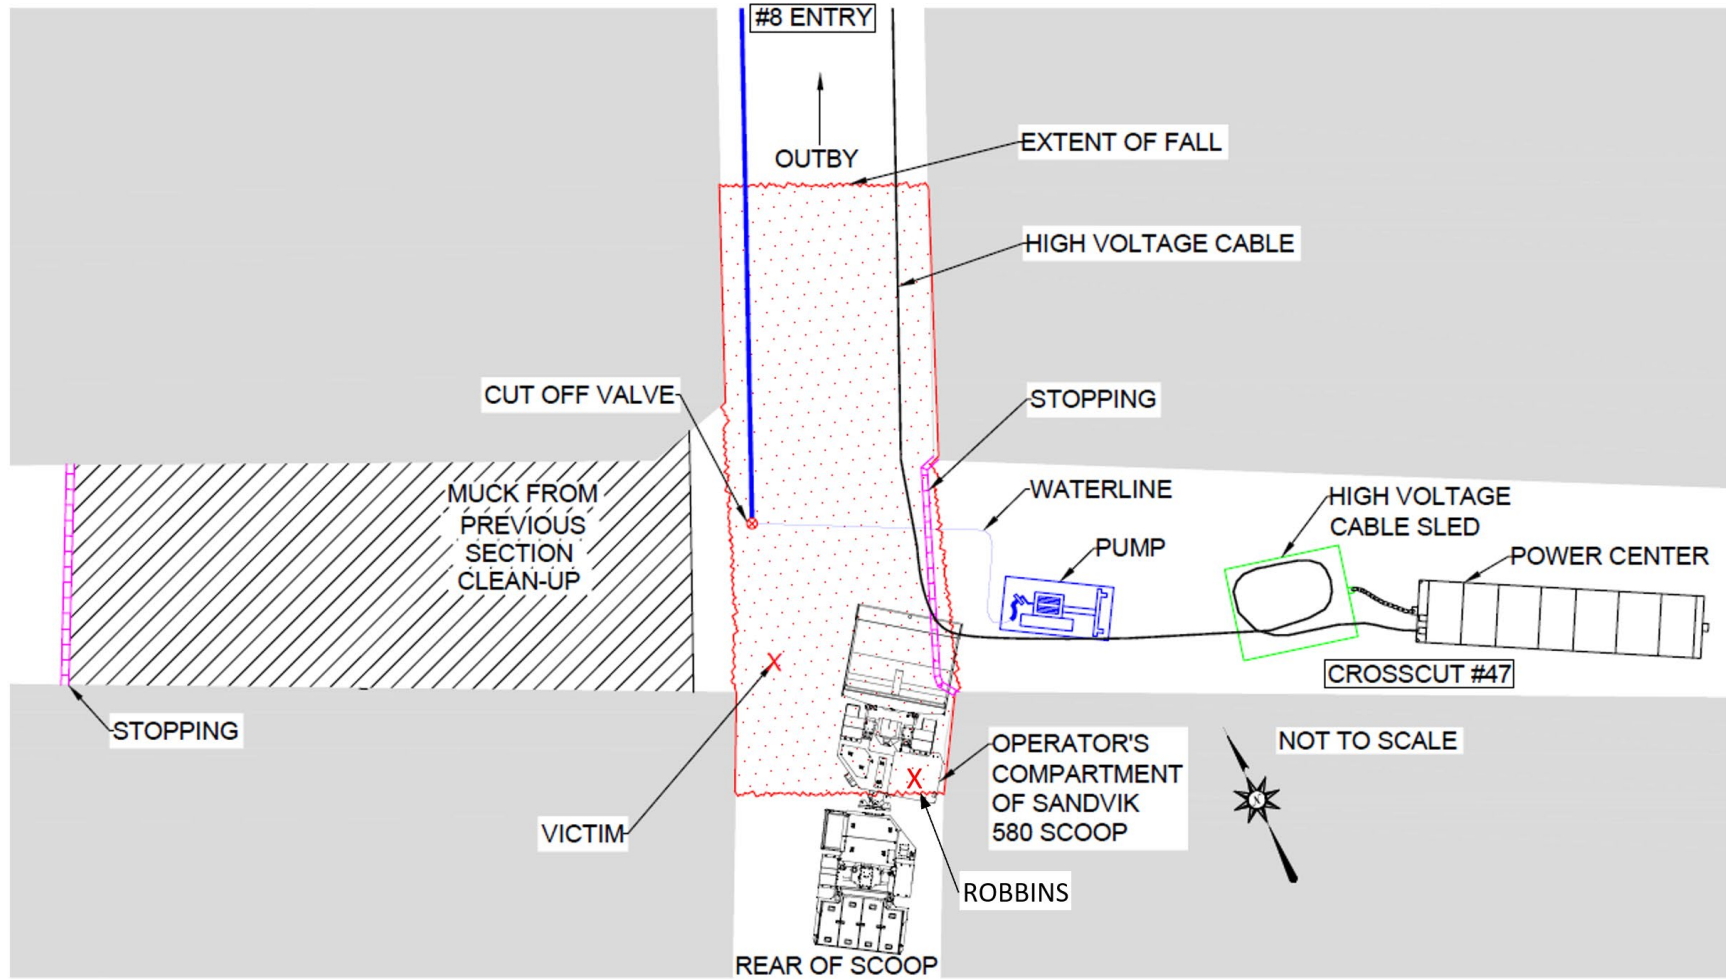 #8 ENTRY
OUTBY
EXTENT OF FALL
HIGH VOLTAGE CABLE
CUT OFF VALVE
STOPPING
MUCK FROM
PREVIOUS
SECTION
CLEAN-UP
WATERLINE
HIGH VOLTAGE
CABLE SLED
PUMP
POWER CENTER
CROSSCUT #47
STOPPING
OPERATOR'S
COMPARTMENT
OF SANDVIK
580 SCOOP
NOT TO SCALE
X
X
N
VICTIM
ROBBINS
REAR OF SCOOP